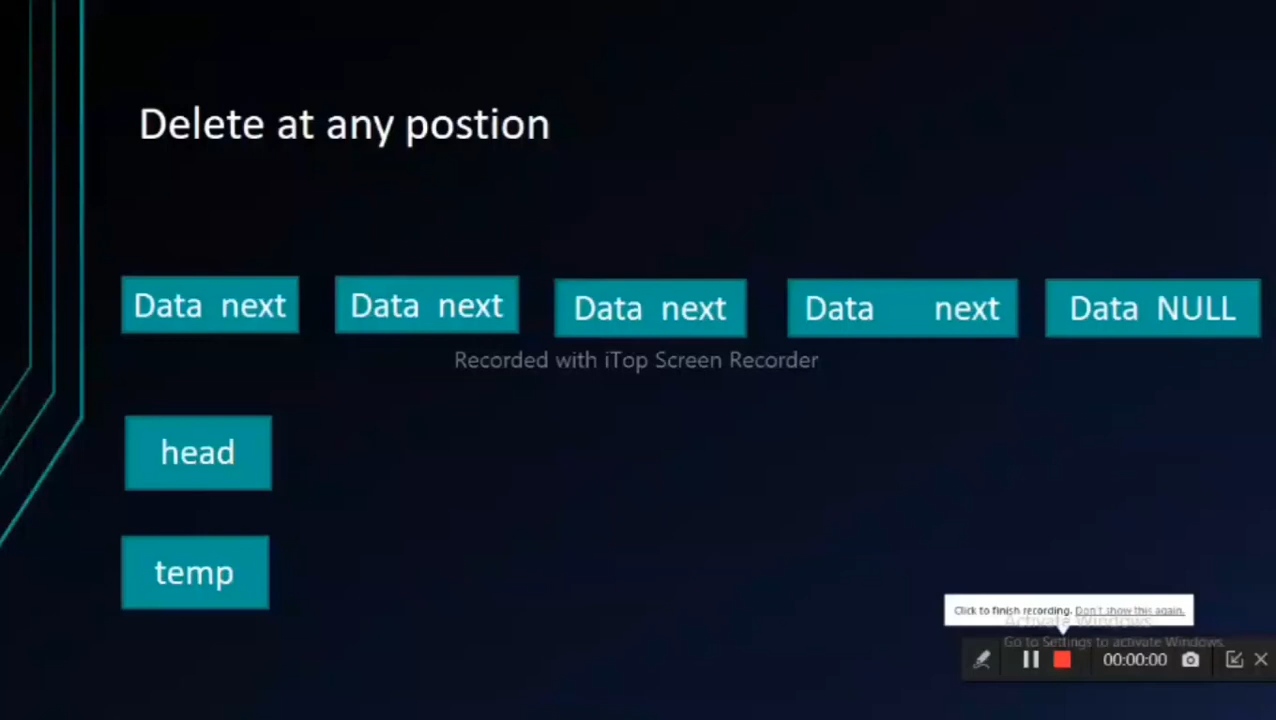 Delete at any postion
Data next Data next Data next Data next Data NULL
Recorded with iTop Screen Recorder
head
temp
Click to finish recording. Don't show this again.
Activate Windows
Go to Settings to activate Windows.
00:00:00